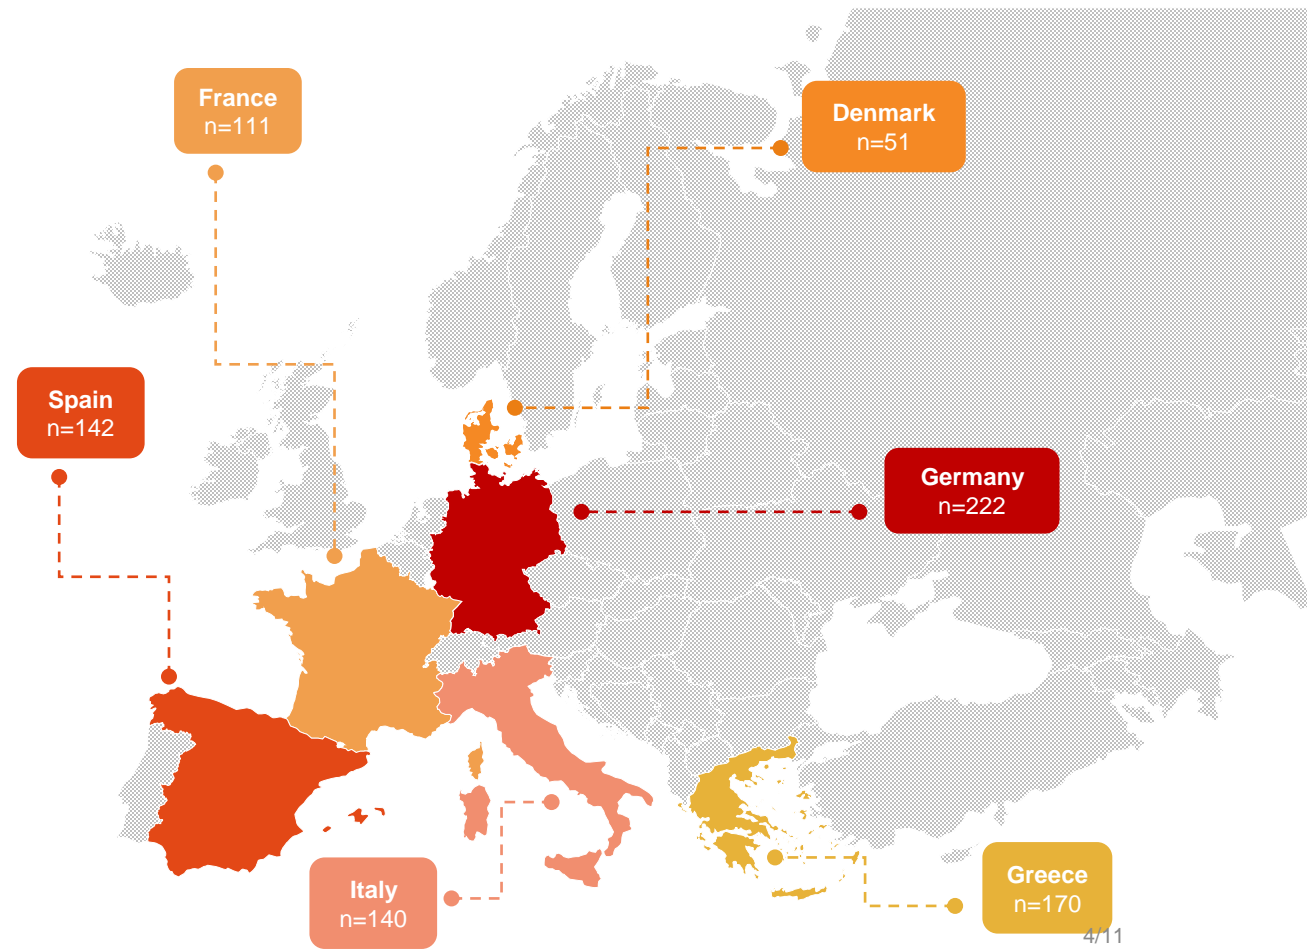 France
n=111
Denmark
n=51
Spain
n=142
Germany
n=222
Italy
n=140
Greece
n=170
4/11